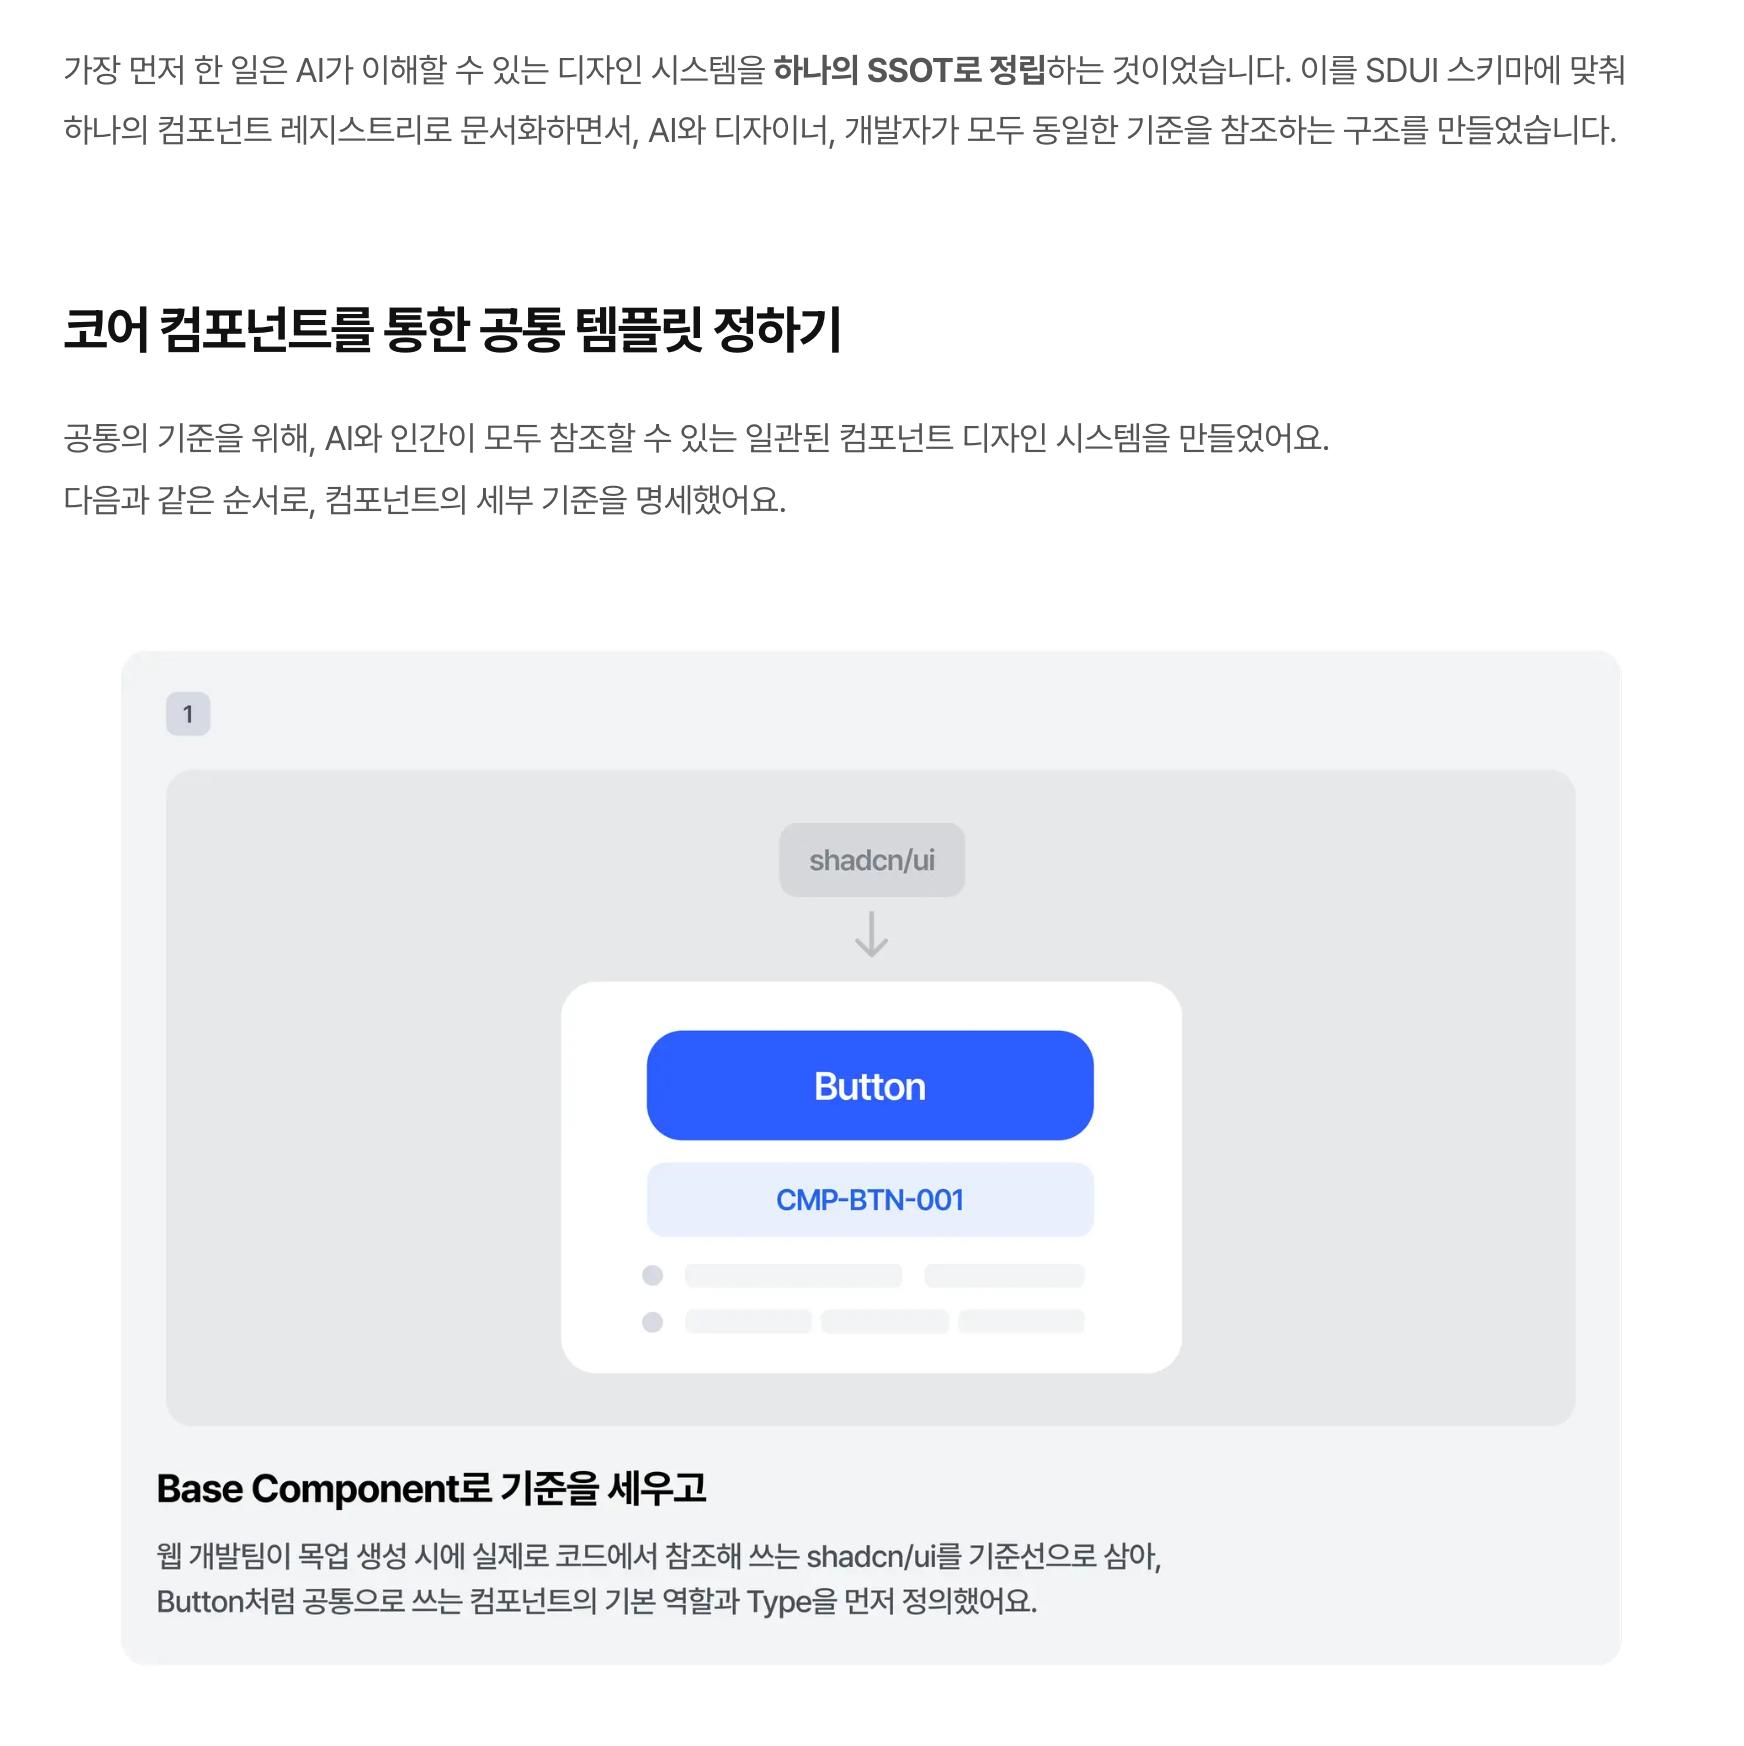 가장 먼저 한 일은 AI가 이해할 수 있는 디자인 시스템을 하나의 SSOT로 정립하는 것이었습니다. 이를 SDUI 스키마에 맞춰
하나의 컴포넌트 레지스트리로 문서화하면서, AI와 디자이너, 개발자가 모두 동일한 기준을 참조하는 구조를 만들었습니다.
코어 컴포넌트를 통한 공통 템플릿 정하기
공통의 기준을 위해, AI와 인간이 모두 참조할 수 있는 일관된 컴포넌트 디자인 시스템을 만들었어요.
다음과 같은 순서로, 컴포넌트의 세부 기준을 명세했어요.
1
shadcn/ui
Button
CMP-BTN-001
Base Component로 기준을 세우고
웹 개발팀이 목업 생성 시에 실제로 코드에서 참조해 쓰는 shadcn/ui를 기준선으로 삼아,
Button처럼 공통으로 쓰는 컴포넌트의 기본 역할과 Type을 먼저 정의했어요.